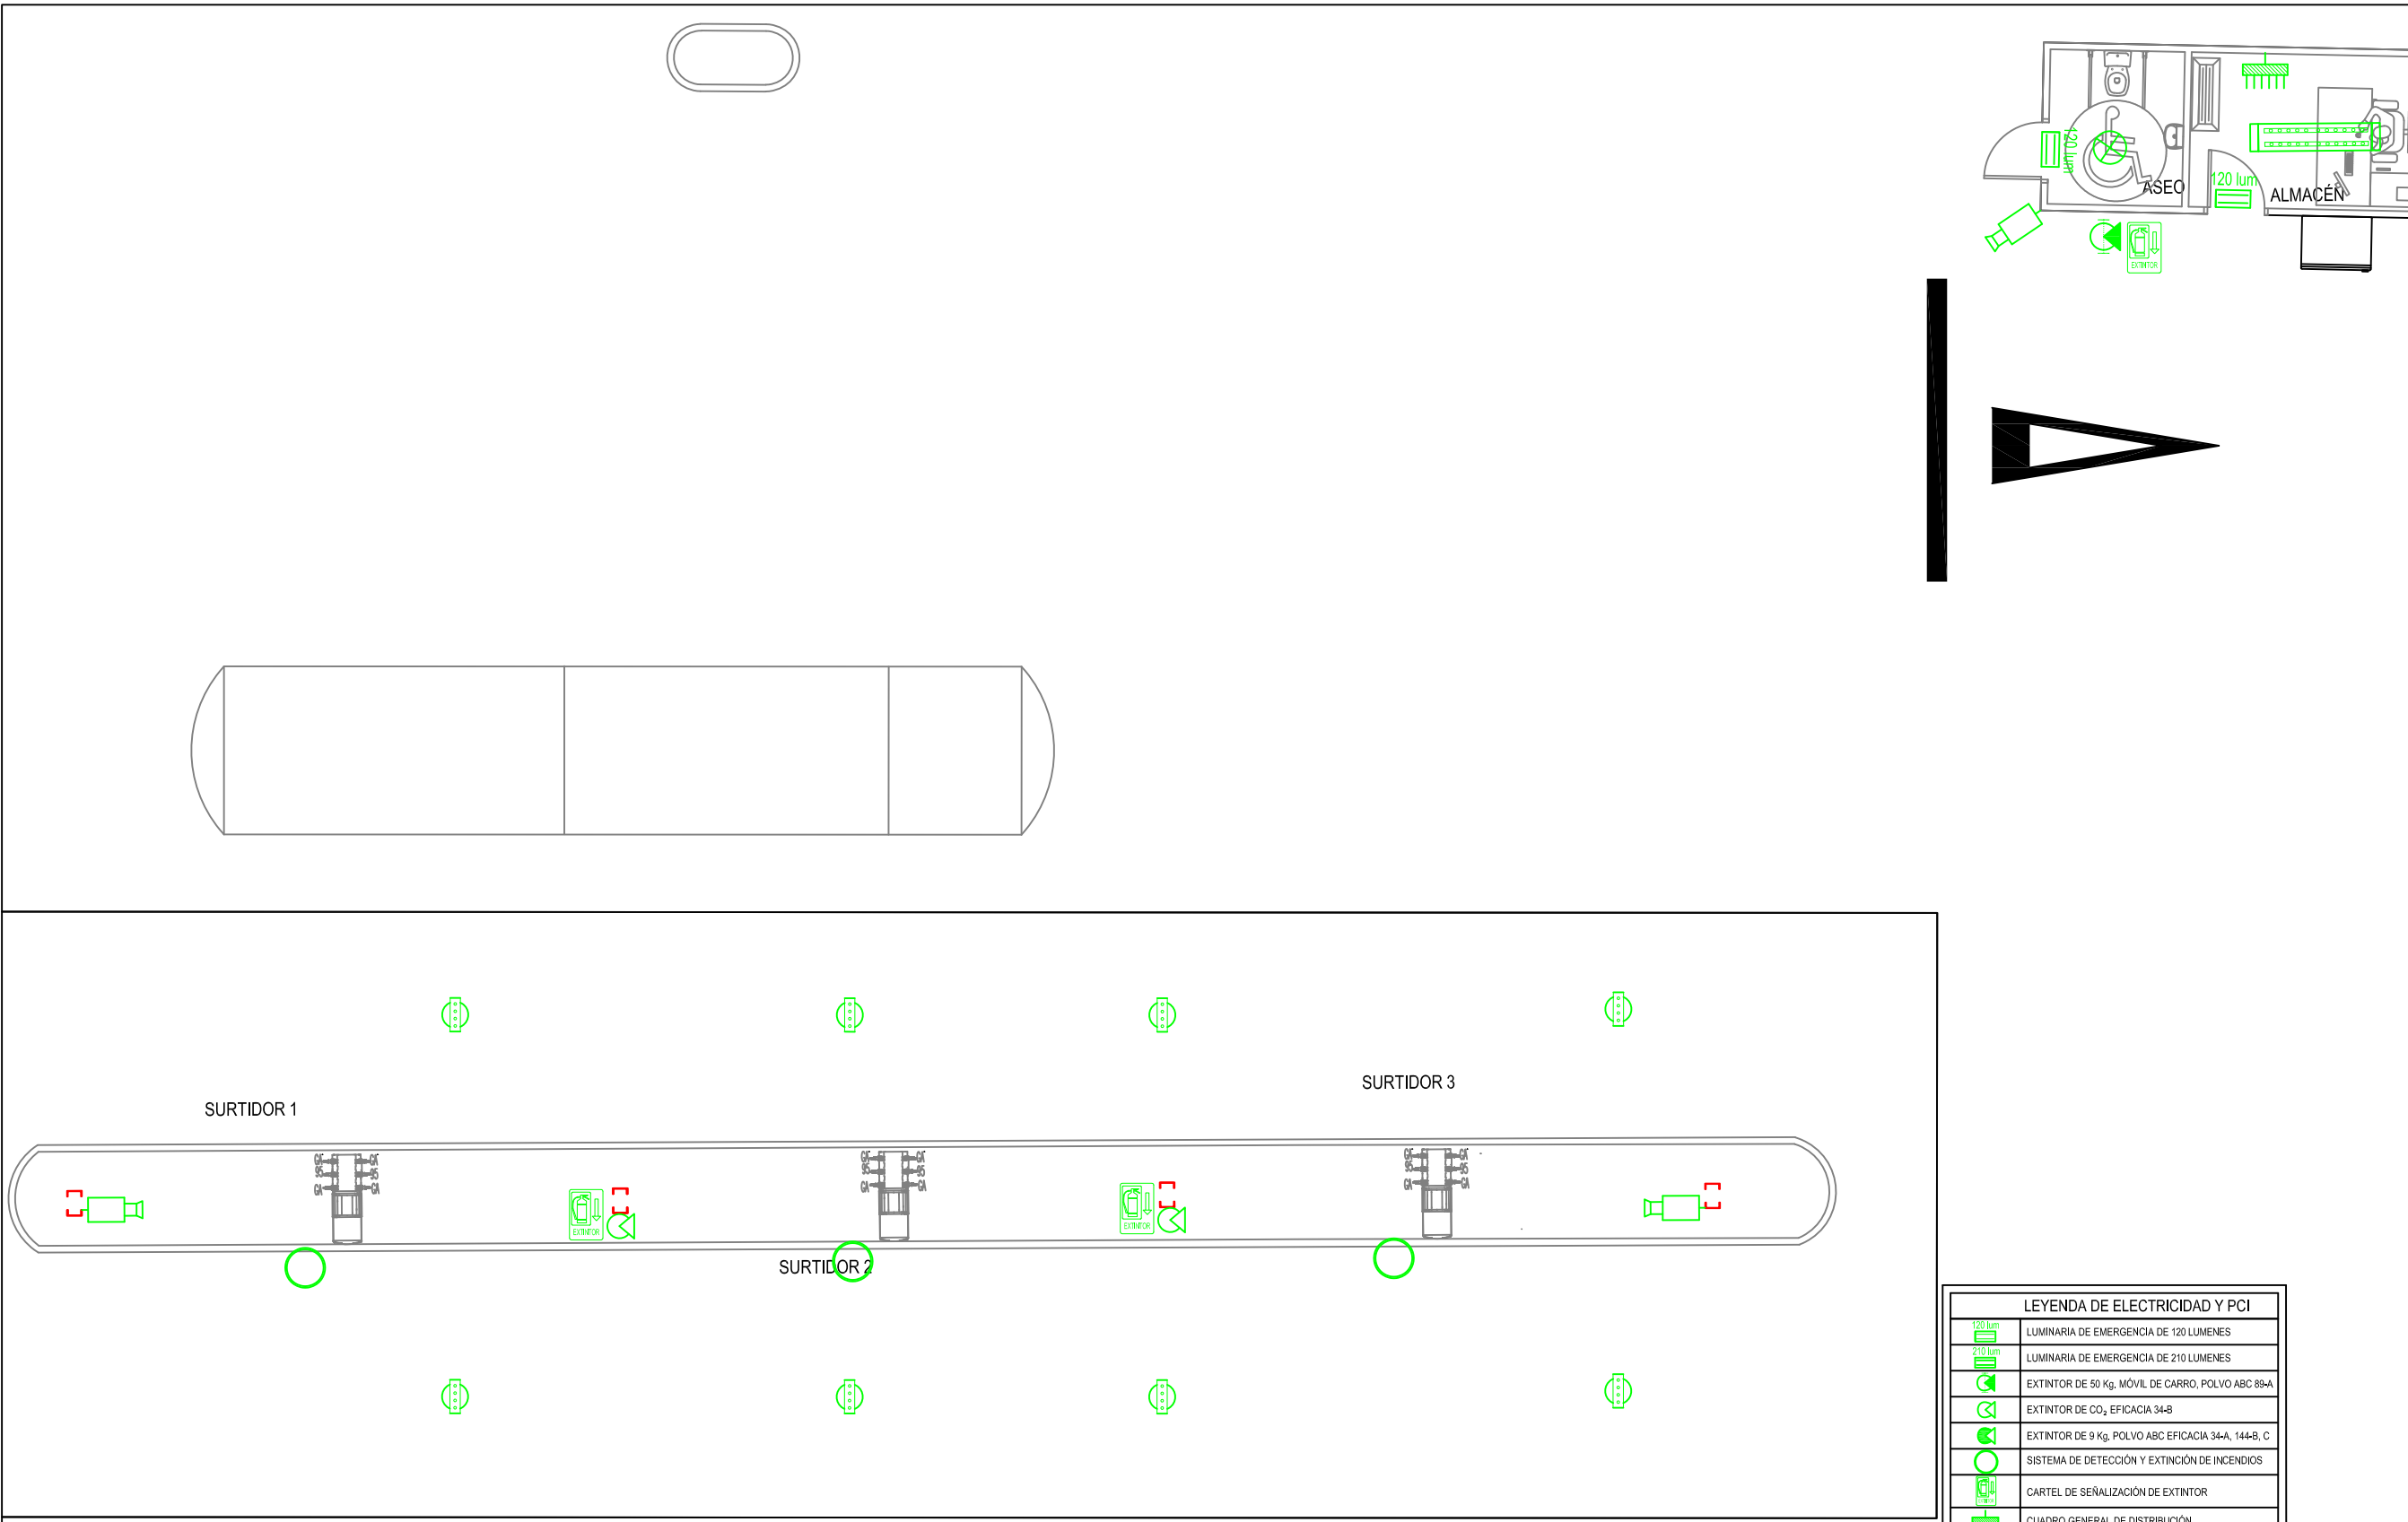 120 lum
ASEO
120 lum
ALMACÉN
EXTINTOR
SURTIDOR 3
SURTIDOR 1
EXTINTOR
EXTINTOR
SURTIDOR 2
LEYENDA DE ELECTRICIDAD Y PCI
120 lum
LUMINARIA DE EMERGENCIA DE 120 LUMENES
210 lum
LUMINARIA DE EMERGENCIA DE 210 LUMENES
EXTINTOR DE 50 Kg, MÓVIL DE CARRO, POLVO ABC 89-A
EXTINTOR DE CO₂ EFICACIA 34-B
EXTINTOR DE 9 Kg, POLVO ABC EFICACIA 34-A, 144-B, C
SISTEMA DE DETECCIÓN Y EXTINCIÓN DE INCENDIOS
CARTEL DE SEÑALIZACIÓN DE EXTINTOR
CUADRO GENERAL DE DISTRIBUCIÓN